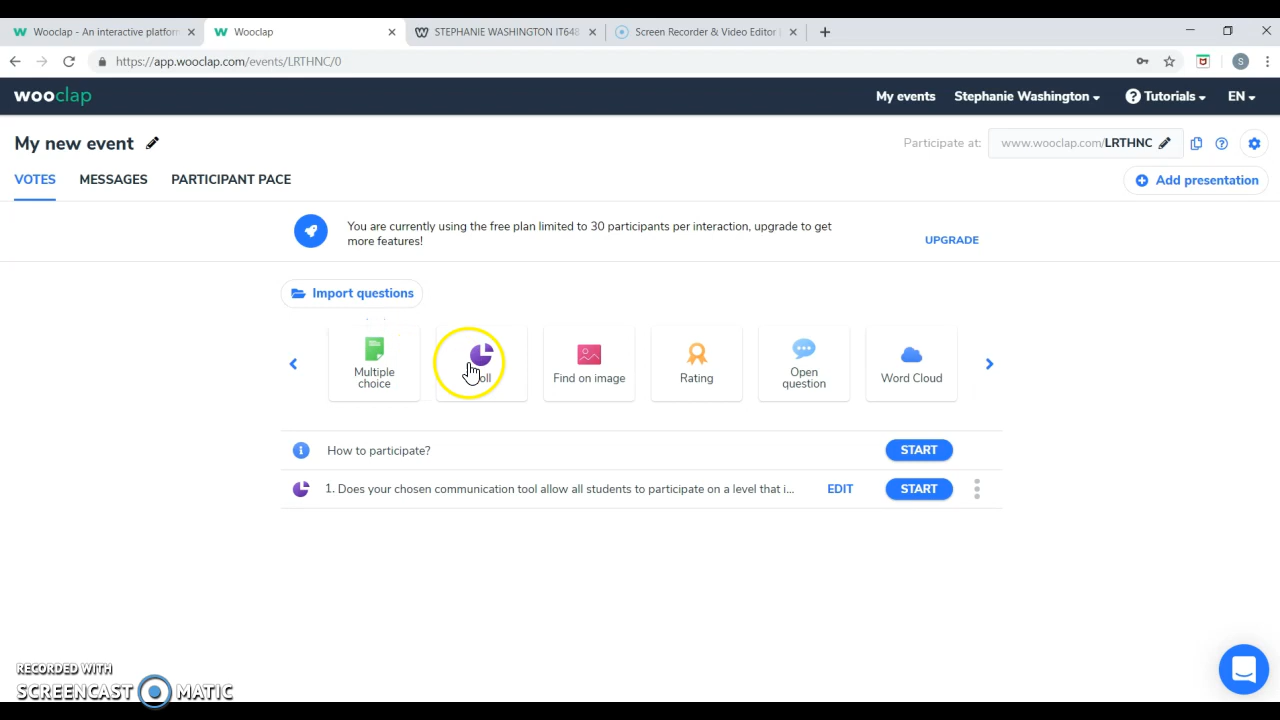 Wooclap - An interactive platform
Wooclap
STEPHANIE WASHINGTON IT648
Screen Recorder & Video Editor
https://app.wooclap.com/events/LRTHNC/0
S
wooclap
My events
Stephanie Washington
Tutorials
EN
My new event
Participate at:
www.wooclap.com/LRTHNC
VOTES
MESSAGES
PARTICIPANT PACE
Add presentation
You are currently using the free plan limited to 30 participants per interaction, upgrade to get
more features!
UPGRADE
Import questions
Multiple
choice
Find on image
Rating
Open
question
Word Cloud
How to participate?
START
1. Does your chosen communication tool allow all students to participate on a level that i...
EDIT
START
RECORDED WITH
SCREENCAST MATIC